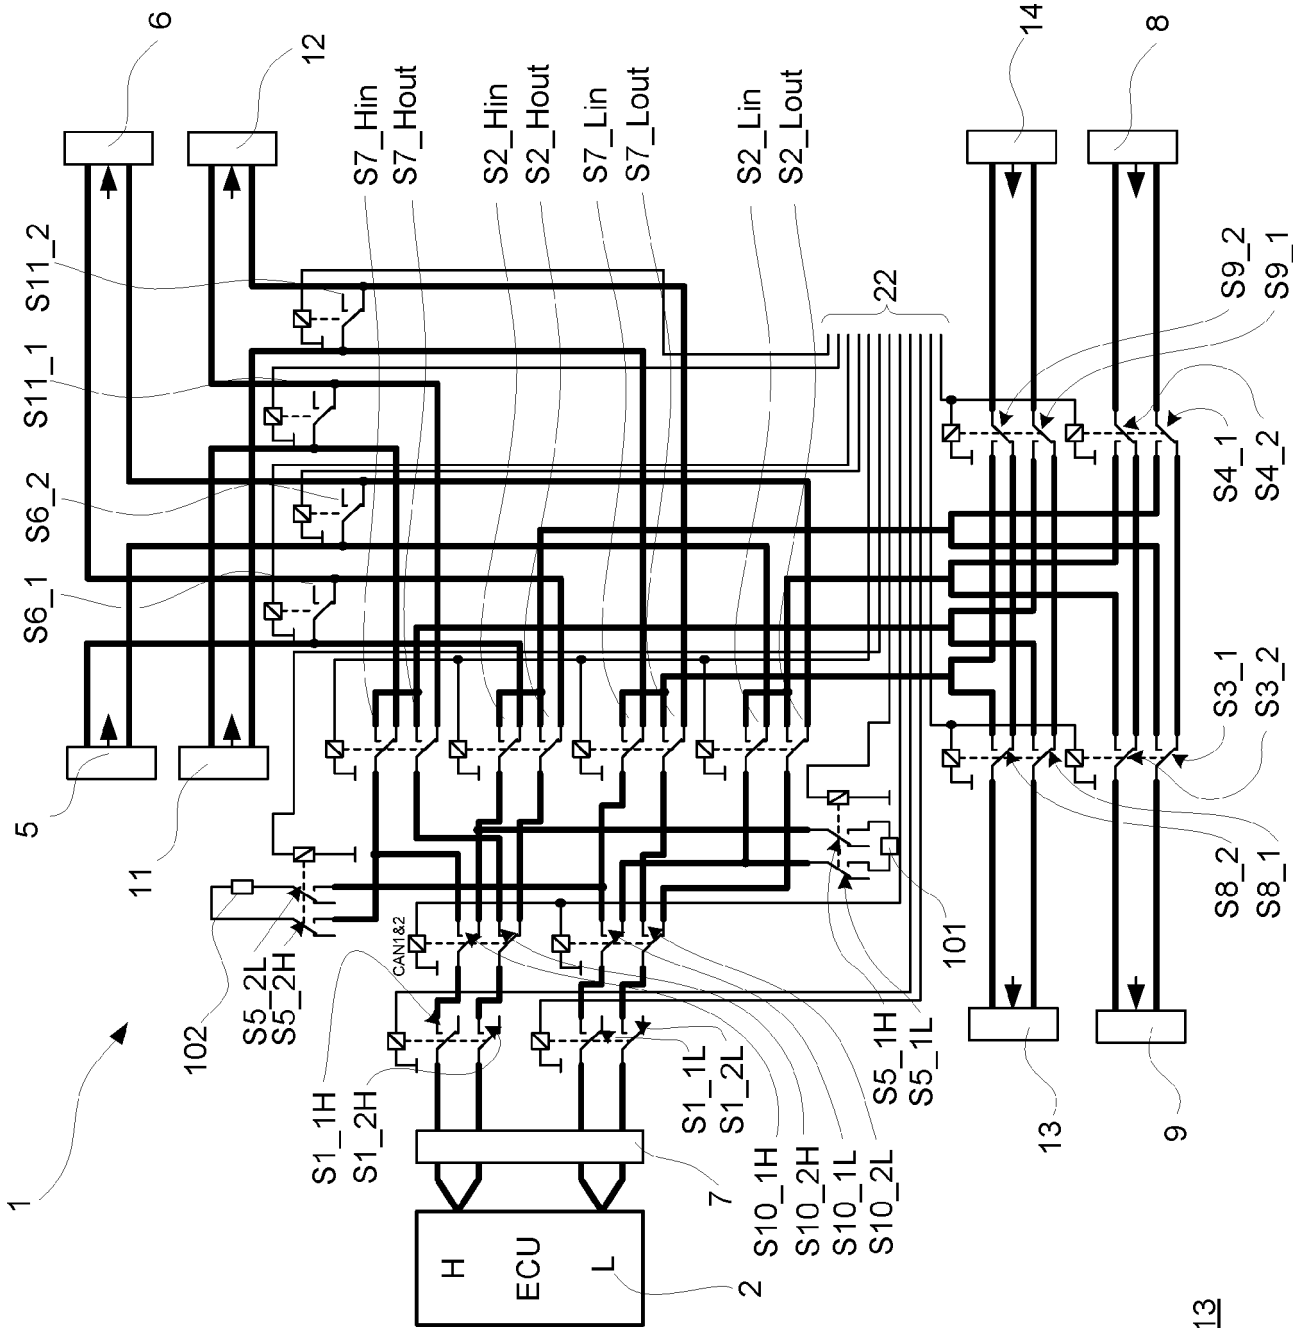 1
5
11
6
12
S6_1
S6_2
S11_1
S11_2
S7_Hin
S7_Hout
S2_Hin
S2_Hout
S7_Lin
S7_Lout
S2_Lin
S2_Lout
22
14
8
S9_2
S9_1
S4_1
S4_2
S3_1
S3_2
S8_2
S8_1
13
9
102
S5_2L
S5_2H
CAN1&2
S1_1H
S1_2H
101
S5_1H
S5_1L
S1_1L
S1_2L
S10_1H
S10_2H
S10_1L
S10_2L
7
H
ECU
L
2
13